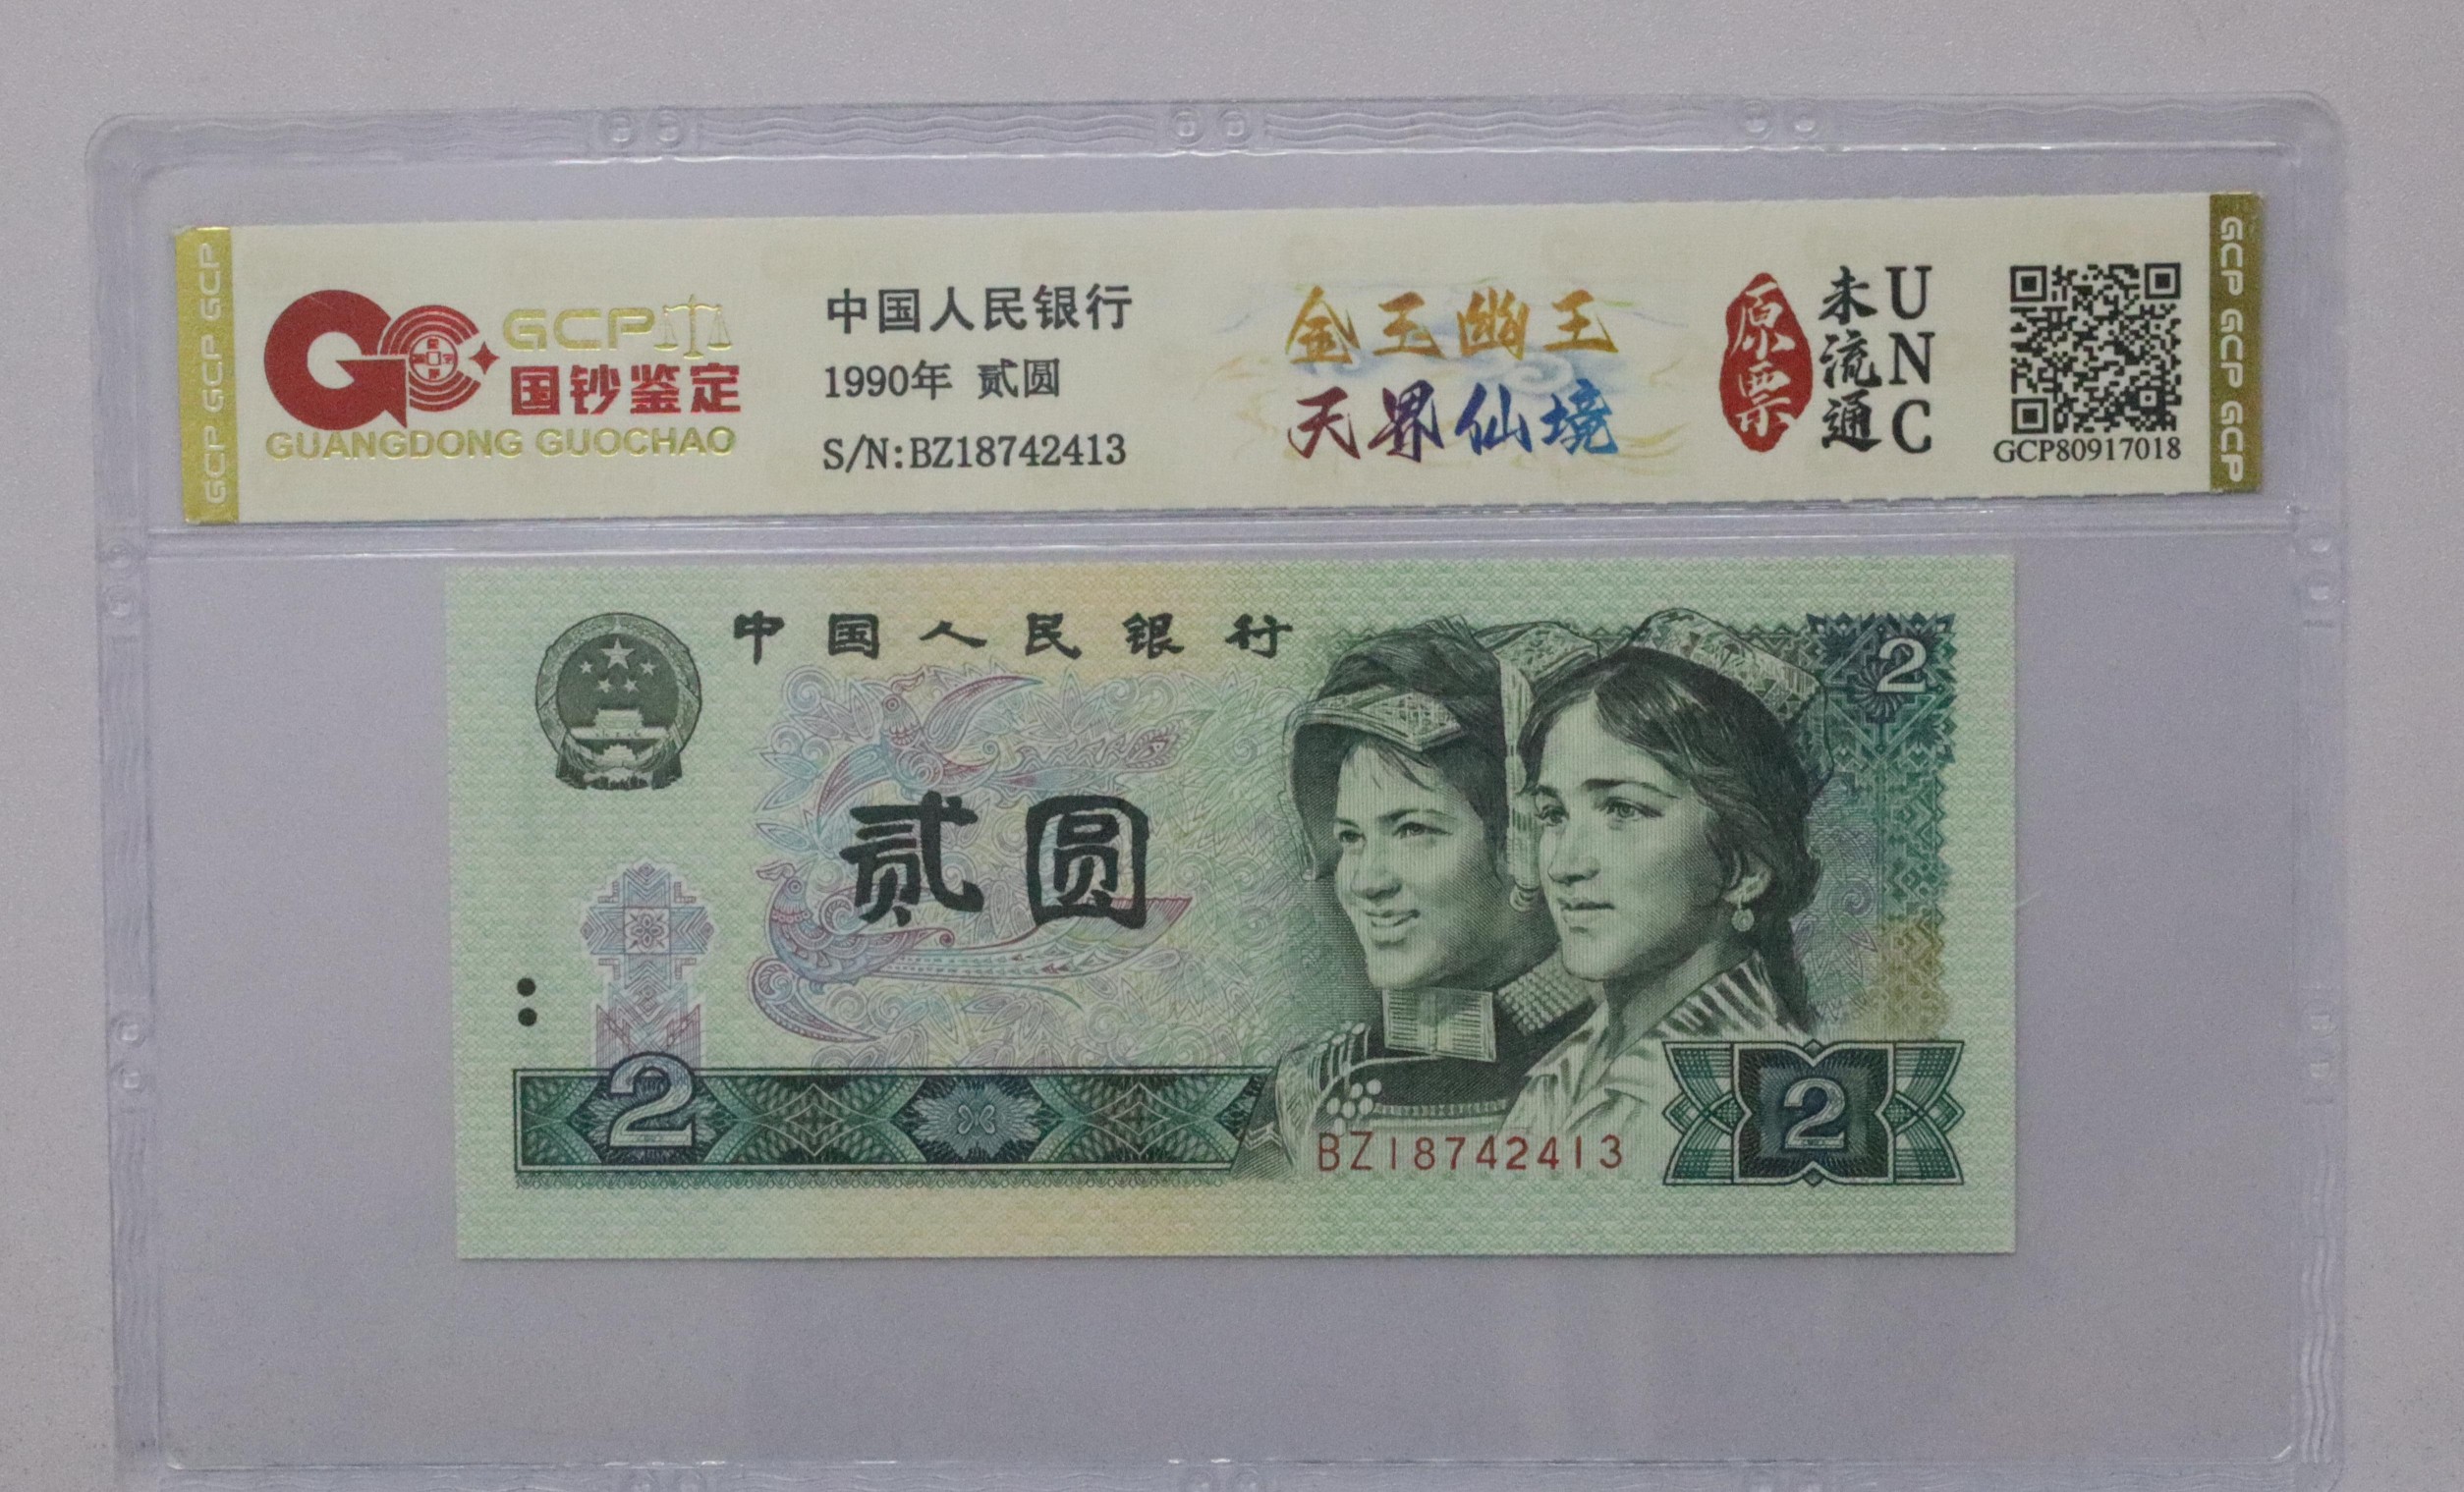 GCP GCP GCP
GCP
国钞鉴定
GUANGDONG GUOCHAO
中国人民银行
1990年 贰圆
S/N:BZ18742413
金王幽王
天界仙境
原票
未流通
UNC
GCP80917018
GCP GCP GCP
中国人民银行
2
贰圆
2
BZ18742413
2